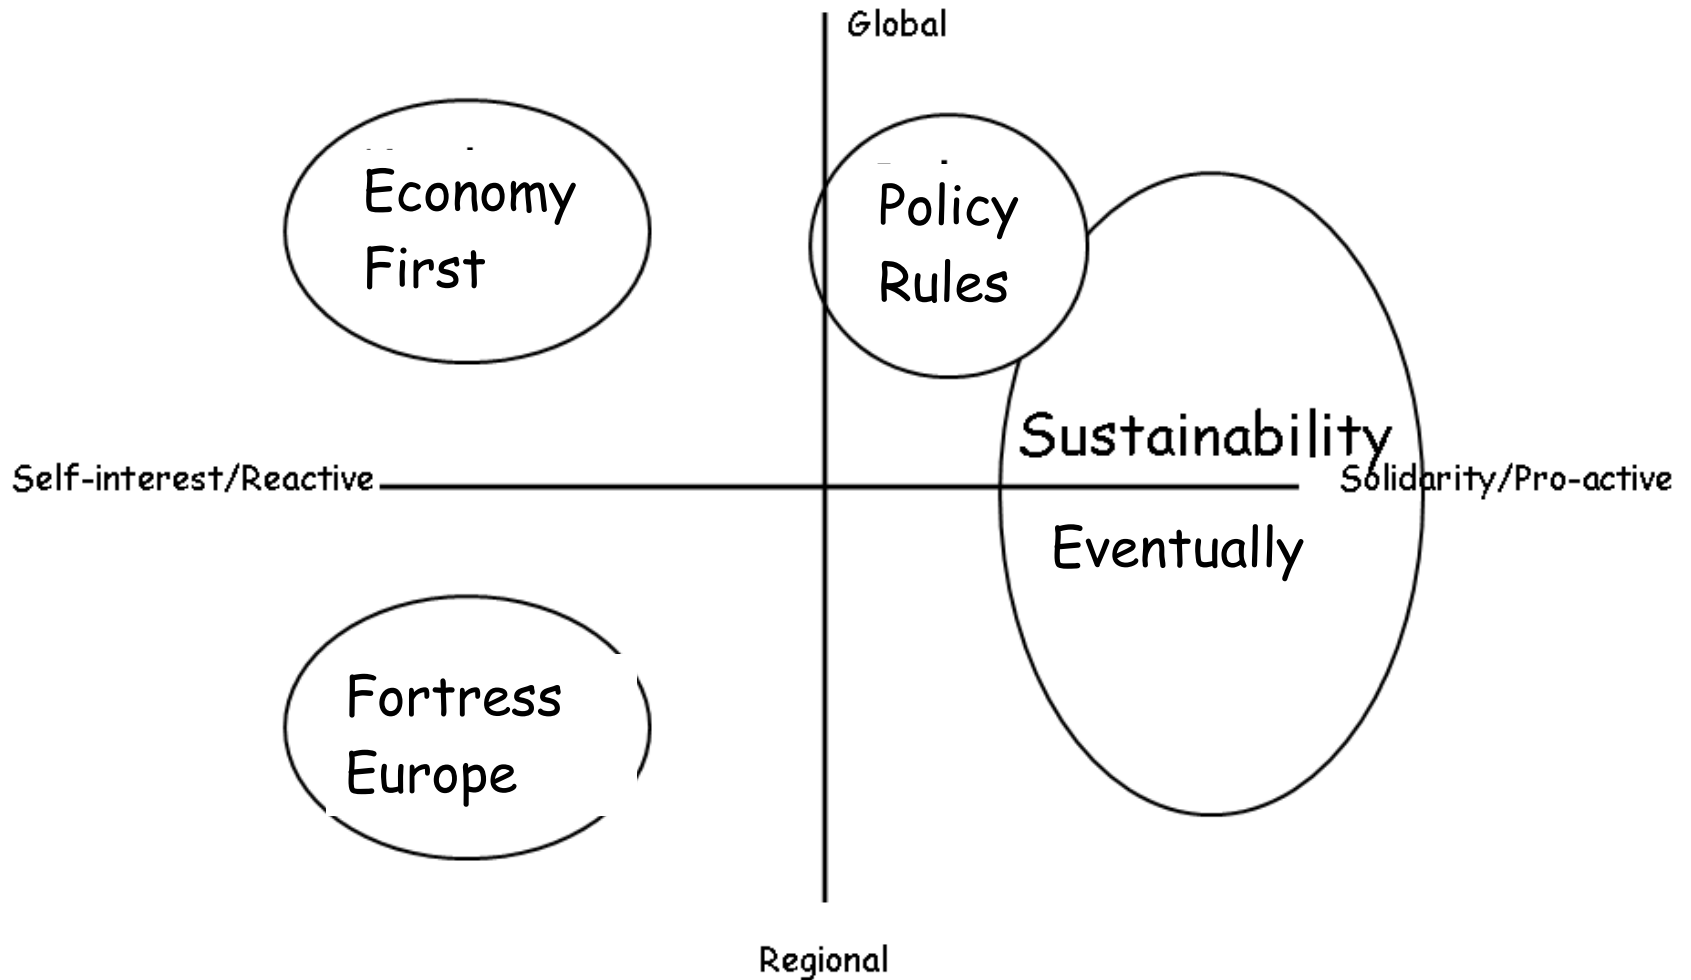 Global
Economy
First
Policy
Rules
Sustainability
Self-interest/Reactive
Solidarity/Pro-active
Eventually
Fortress
Europe
Regional